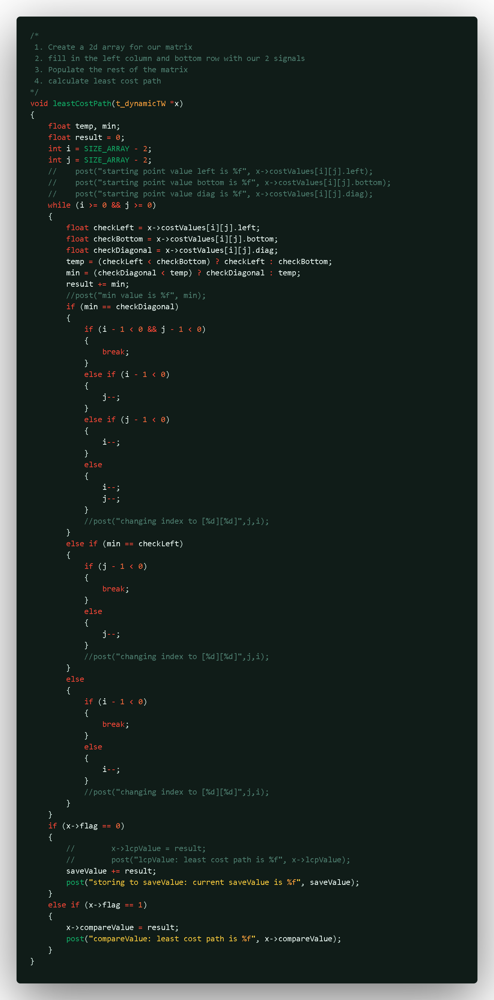 /*
 1. Create a 2d array for our matrix
 2. fill in the left column and bottom row with our 2 signals
 3. Populate the rest of the matrix
 4. calculate least cost path
*/
void leastCostPath(t_dynamicTW *x)
{
    float temp, min;
    float result = 0;
    int i = SIZE_ARRAY - 2;
    int j = SIZE_ARRAY - 2;
    //    post("starting point value left is %f", x->costValues[i][j].left);
    //    post("starting point value bottom is %f", x->costValues[i][j].bottom);
    //    post("starting point value diag is %f", x->costValues[i][j].diag);
    while (i >= 0 && j >= 0)
    {
        float checkLeft = x->costValues[i][j].left;
        float checkBottom = x->costValues[i][j].bottom;
        float checkDiagonal = x->costValues[i][j].diag;
        temp = (checkLeft < checkBottom) ? checkLeft : checkBottom;
        min = (checkDiagonal < temp) ? checkDiagonal : temp;
        result += min;
        //post("min value is %f", min);
        if (min == checkDiagonal)
        {
            if (i - 1 < 0 && j - 1 < 0)
            {
                break;
            }
            else if (i - 1 < 0)
            {
                j--;
            }
            else if (j - 1 < 0)
            {
                i--;
            }
            else
            {
                i--;
                j--;
            }
            //post("changing index to [%d][%d]",j,i);
        }
        else if (min == checkLeft)
        {
            if (j - 1 < 0)
            {
                break;
            }
            else
            {
                j--;
            }
            //post("changing index to [%d][%d]",j,i);
        }
        else
        {
            if (i - 1 < 0)
            {
                break;
            }
            else
            {
                i--;
            }
            //post("changing index to [%d][%d]",j,i);
        }
    }
    if (x->flag == 0)
    {
        //        x->lcpValue = result;
        //        post("lcpValue: least cost path is %f", x->lcpValue);
        saveValue += result;
        post("storing to saveValue: current saveValue is %f", saveValue);
    }
    else if (x->flag == 1)
    {
        x->compareValue = result;
        post("compareValue: least cost path is %f", x->compareValue);
    }
}